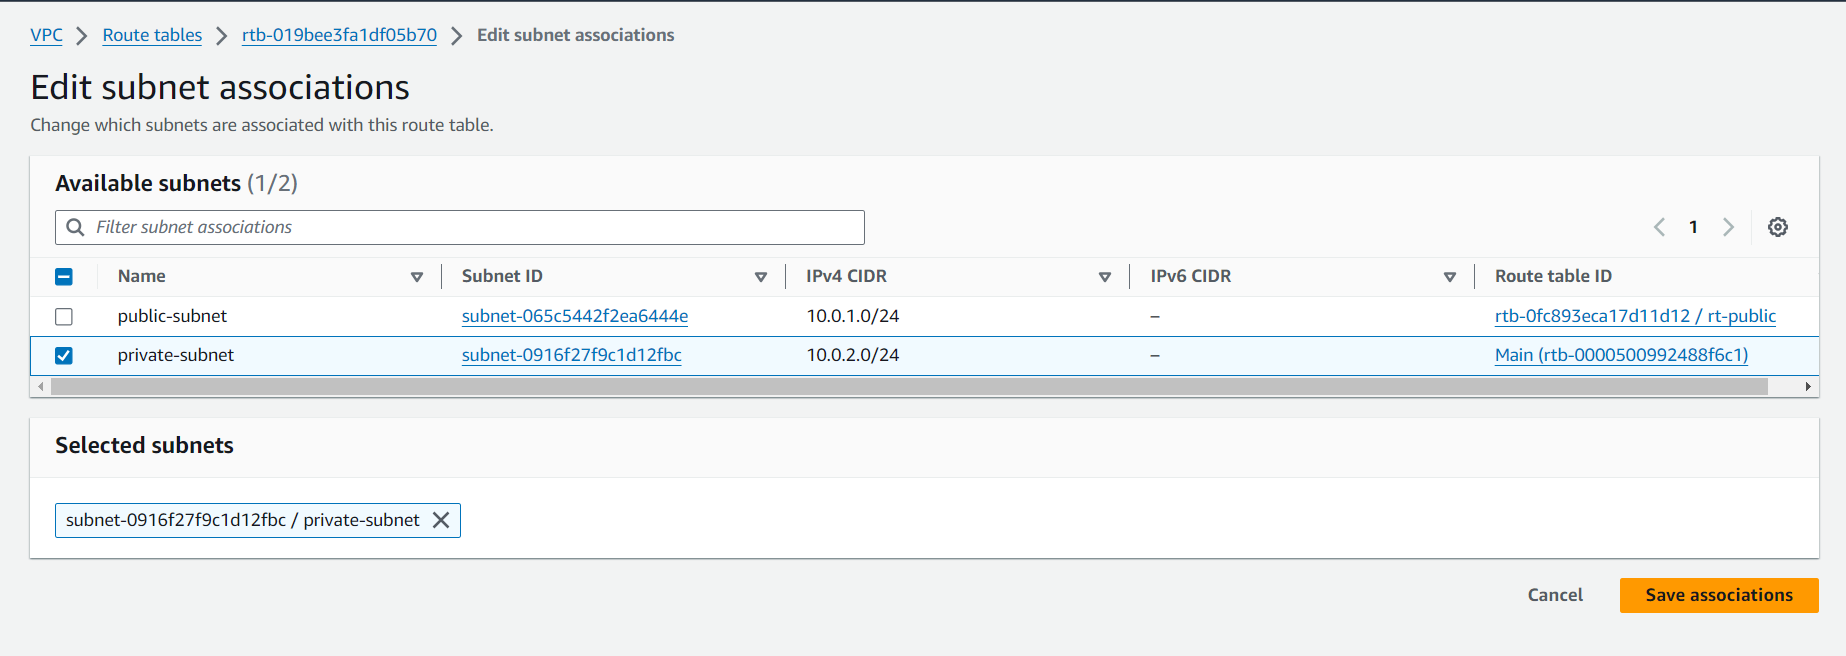 VPC > Route tables > rtb-019bee3fa1df05b70 > Edit subnet associations
Edit subnet associations
Change which subnets are associated with this route table.
Available subnets (1/2)
Filter subnet associations
1
Name Subnet ID IPv4 CIDR IPv6 CIDR Route table ID
public-subnet subnet-065c5442f2ea6444e 10.0.1.0/24 – rtb-0fc893eca17d11d12 / rt-public
private-subnet subnet-0916f27f9c1d12fbc 10.0.2.0/24 – Main (rtb-0000500992488f6c1)
Selected subnets
subnet-0916f27f9c1d12fbc / private-subnet
Cancel Save associations